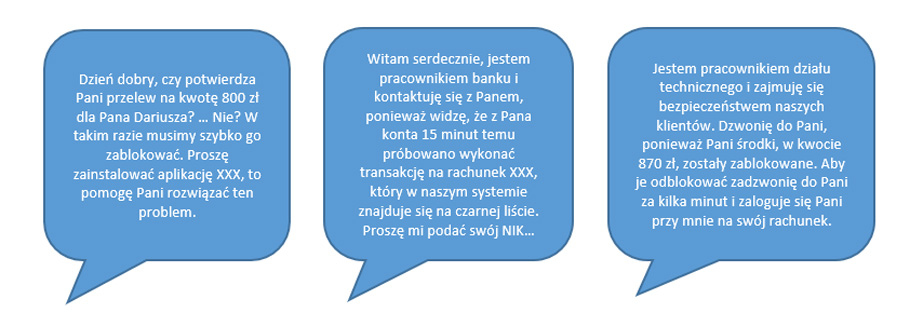 Dzień dobry, czy potwierdza
Pani przelew na kwotę 800 zł
dla Pana Dariusza? ... Nie? W
takim razie musimy szybko go
zablokować. Proszę
zainstalować aplikację XXX, to
pomogę Pani rozwiązać ten
problem.
Witam serdecznie, jestem
pracownikiem banku i
kontaktuję się z Panem,
ponieważ widzę, że z Pana
konta 15 minut temu
próbowano wykonać
transakcję na rachunek XXX,
który w naszym systemie
znajduje się na czarnej liście.
Proszę mi podać swój NIK...
Jestem pracownikiem działu
technicznego i zajmuję się
bezpieczeństwem naszych
klientów. Dzwonię do Pani,
ponieważ Pani środki, w kwocie
870 zł, zostały zablokowane. Aby
je odblokować zadzwonię do Pani
za kilka minut i zaloguje się Pani
przy mnie na swój rachunek.